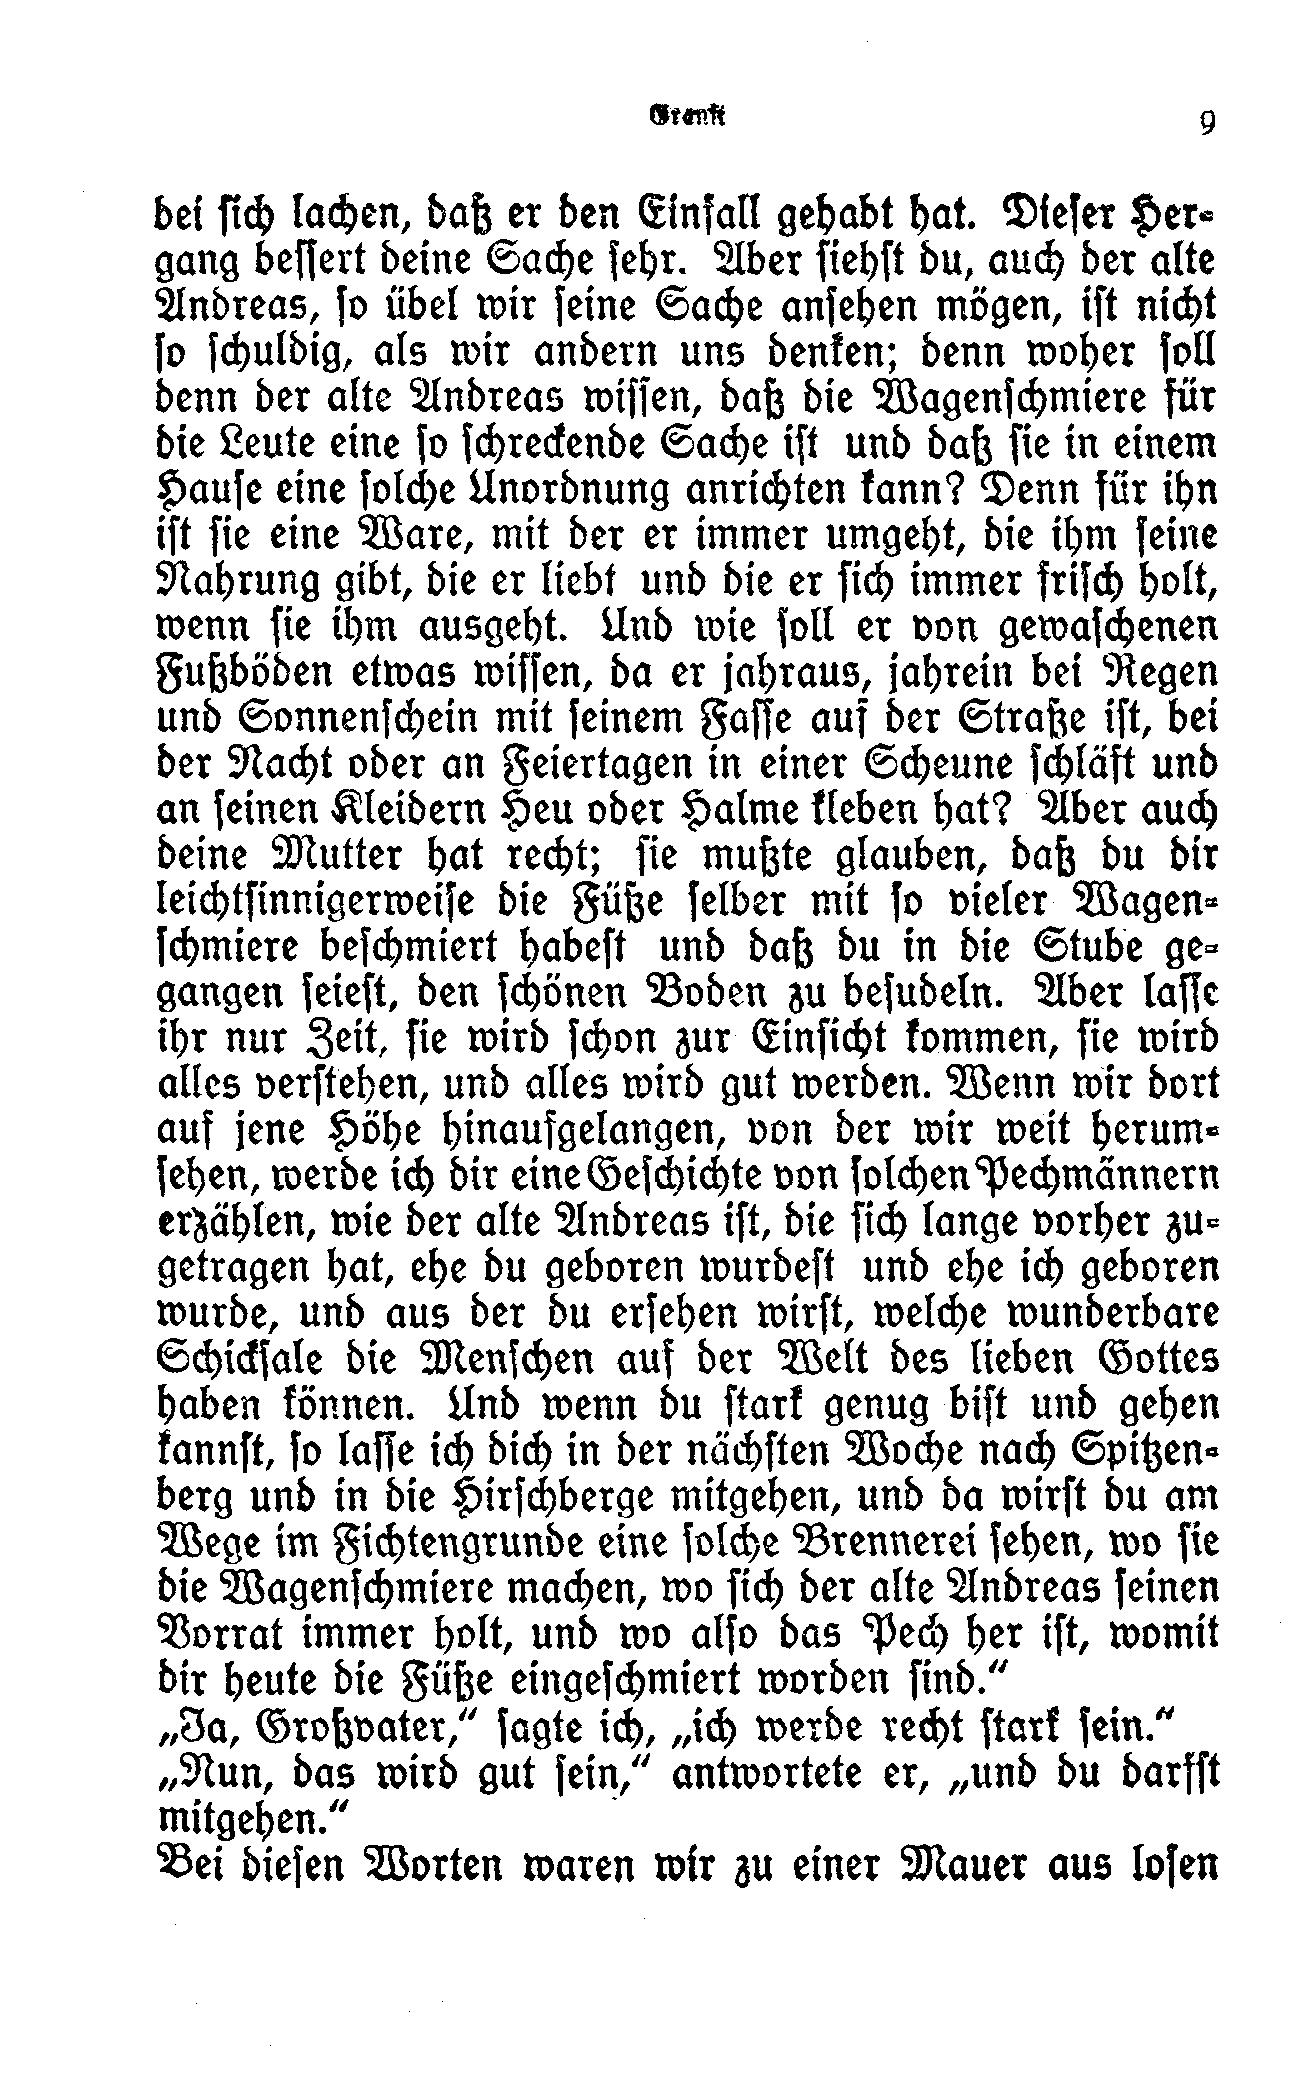 Granit
9
bei sich lachen, daß er den Einfall gehabt hat. Dieser Her-
gang bessert deine Sache sehr. Aber siehst du, auch der alte
Andreas, so übel wir seine Sache ansehen mögen, ist nicht
so schuldig, als wir andern uns denken; denn woher soll
denn der alte Andreas wissen, daß die Wagenschmiere für
die Leute eine so schreckende Sache ist und daß sie in einem
Hause eine solche Unordnung anrichten kann? Denn für ihn
ist sie eine Ware, mit der er immer umgeht, die ihm seine
Nahrung gibt, die er liebt und die er sich immer frisch holt,
wenn sie ihm ausgeht. Und wie soll er von gewaschenen
Fußböden etwas wissen, da er jahraus, jahrein bei Regen
und Sonnenschein mit seinem Fasse auf der Straße ist, bei
der Nacht oder an Feiertagen in einer Scheune schläft und
an seinen Kleidern Heu oder Halme kleben hat? Aber auch
deine Mutter hat recht; sie mußte glauben, daß du dir
leichtsinnigerweise die Füße selber mit so vieler Wagen-
schmiere beschmiert habest und daß du in die Stube ge-
gangen seiest, den schönen Boden zu besudeln. Aber lasse
ihr nur Zeit, sie wird schon zur Einsicht kommen, sie wird
alles verstehen, und alles wird gut werden. Wenn wir dort
auf jene Höhe hinaufgelangen, von der wir weit herum-
sehen, werde ich dir eine Geschichte von solchen Pechmännern
erzählen, wie der alte Andreas ist, die sich lange vorher zu-
getragen hat, ehe du geboren wurdest und ehe ich geboren
wurde, und aus der du ersehen wirst, welche wunderbare
Schicksale die Menschen auf der Welt des lieben Gottes
haben können. Und wenn du stark genug bist und gehen
kannst, so lasse ich dich in der nächsten Woche nach Spitzen-
berg und in die Hirschberge mitgehen, und da wirst du am
Wege im Fichtengrunde eine solche Brennerei sehen, wo sie
die Wagenschmiere machen, wo sich der alte Andreas seinen
Vorrat immer holt, und wo also das Pech her ist, womit
dir heute die Füße eingeschmiert worden sind.“
„Ja, Großvater,“ sagte ich, „ich werde recht stark sein.“
„Nun, das wird gut sein,“ antwortete er, „und du darfst
mitgehen.“
Bei diesen Worten waren wir zu einer Mauer aus losen